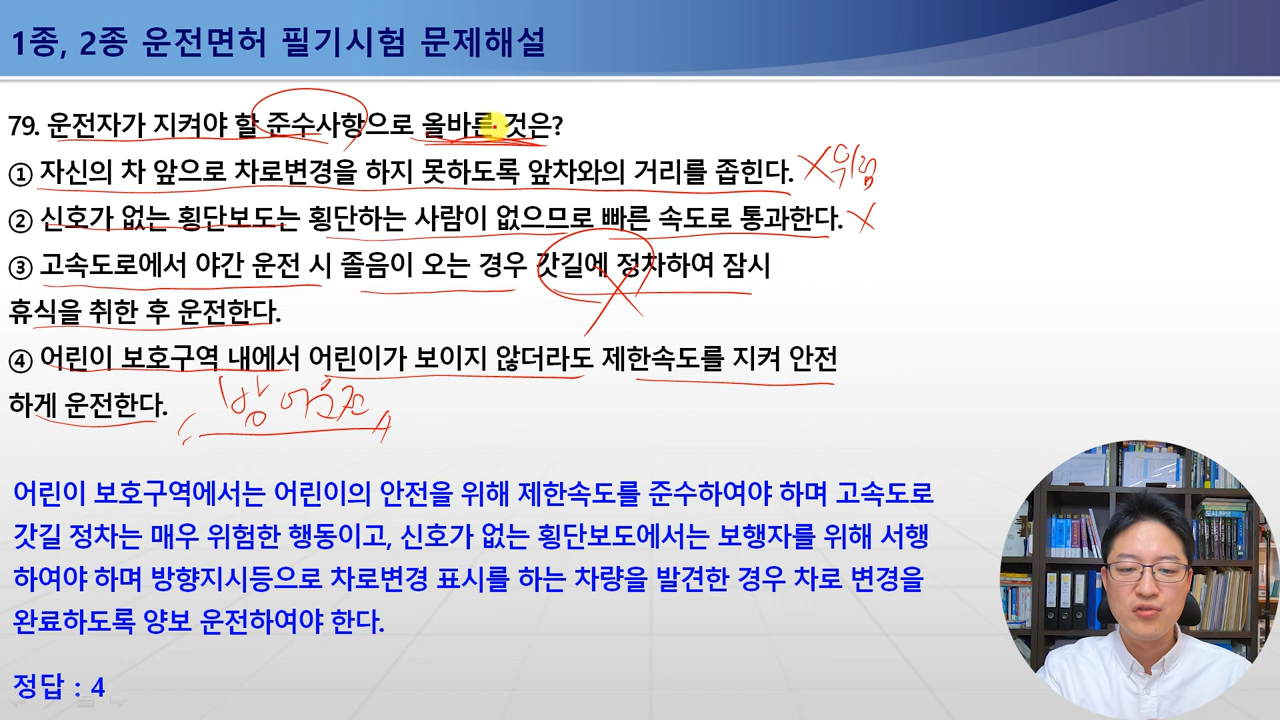 1종, 2종 운전면허 필기시험 문제해설
79. 운전자가 지켜야 할 준수사항으로 올바른 것은?
① 자신의 차 앞으로 차로변경을 하지 못하도록 앞차와의 거리를 좁힌다. X 위험
② 신호가 없는 횡단보도는 횡단하는 사람이 없으므로 빠른 속도로 통과한다. X
③ 고속도로에서 야간 운전 시 졸음이 오는 경우 갓길에 정차하여 잠시
휴식을 취한 후 운전한다.
④ 어린이 보호구역 내에서 어린이가 보이지 않더라도 제한속도를 지켜 안전
하게 운전한다.
방어운전
어린이 보호구역에서는 어린이의 안전을 위해 제한속도를 준수하여야 하며 고속도로
갓길 정차는 매우 위험한 행동이고, 신호가 없는 횡단보도에서는 보행자를 위해 서행
하여야 하며 방향지시등으로 차로변경 표시를 하는 차량을 발견한 경우 차로 변경을
완료하도록 양보 운전하여야 한다.
정답 : 4